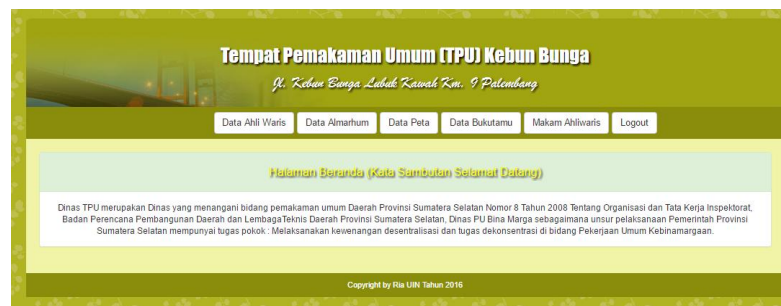 Tempat Pemakaman Umum (TPU) Kebun Bunga
Jl. Kebun Bunga Lubuk Kawah Km. 9 Palembang
Data Ahli Waris Data Almarhum Data Peta Data Bukutamu Makam Ahliwaris Logout
Halaman Beranda (Kata Sambutan Selamat Datang)
Dinas TPU merupakan Dinas yang menangani bidang pemakaman umum Daerah Provinsi Sumatera Selatan Nomor 8 Tahun 2008 Tentang Organisasi dan Tata Kerja Inspektorat,
Badan Perencana Pembangunan Daerah dan LembagaTeknis Daerah Provinsi Sumatera Selatan, Dinas PU Bina Marga sebagaimana unsur pelaksanaan Pemerintah Provinsi
Sumatera Selatan mempunyai tugas pokok : Melaksanakan kewenangan desentralisasi dan tugas dekonsentrasi di bidang Pekerjaan Umum Kebinamargaan.
Copyright by Ria UIN Tahun 2016